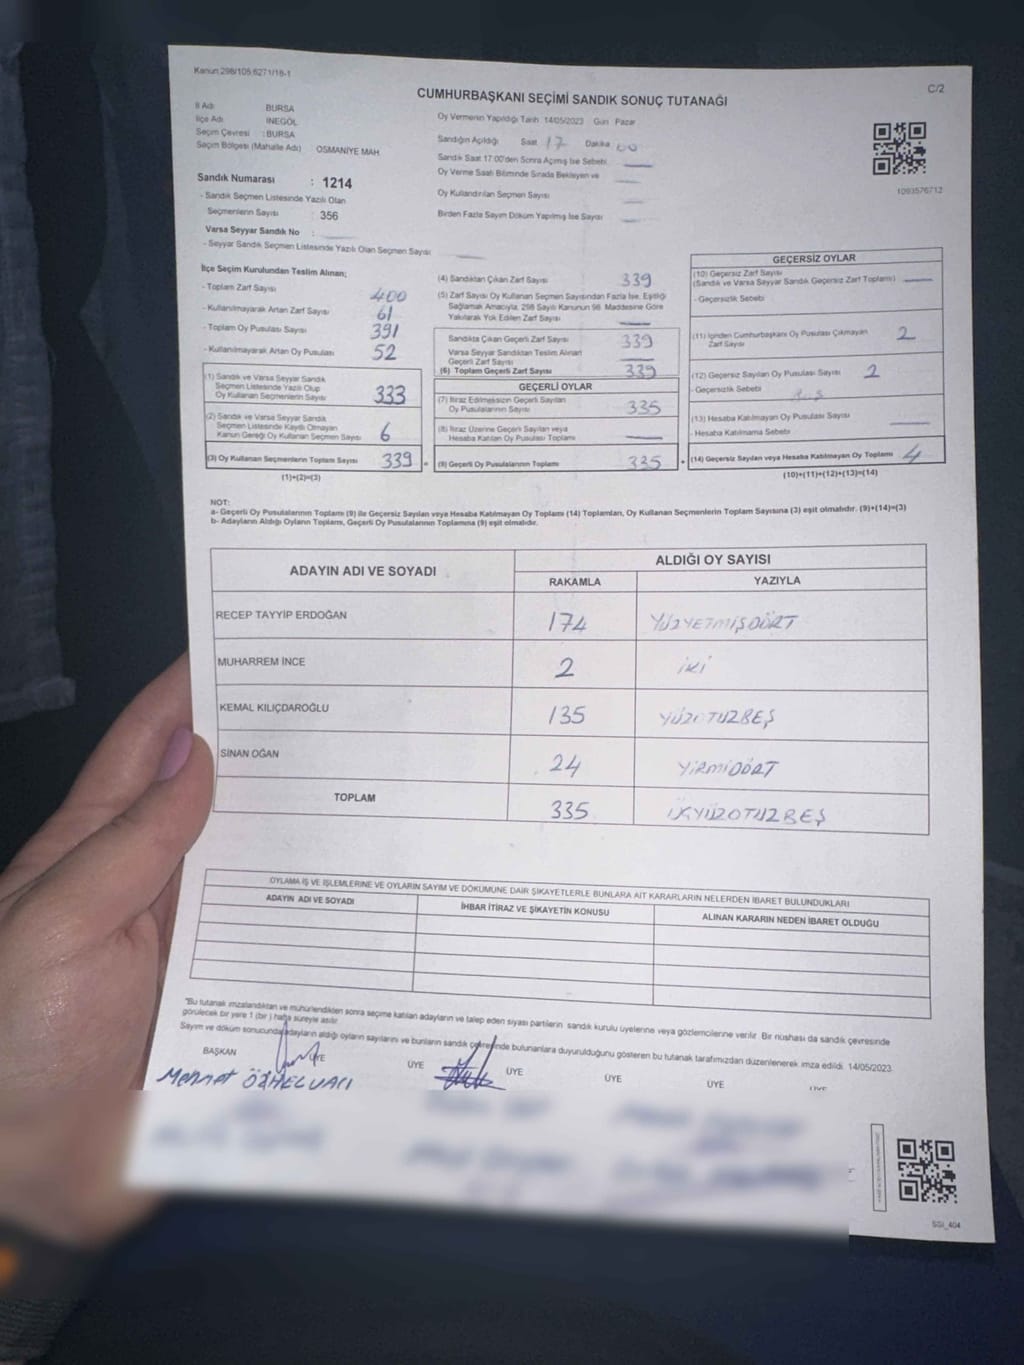 Kanun 298/105 6271/18-1
C/2
CUMHURBAŞKANI SEÇİMİ SANDIK SONUÇ TUTANAĞI
İl Adı BURSA
İlçe Adı İNEGÖL
Seçim Çevresi : BURSA
Seçim Bölgesi (Mahalle Adı) OSMANİYE MAH.
Sandık Numarası : 1214
- Sandık Seçmen Listesinde Yazılı Olan
Seçmenlerin Sayısı : 356
Varsa Seyyar Sandık No :
- Seyyar Sandık Seçmen Listesinde Yazılı Olan Seçmen Sayısı
Oy Vermenin Yapıldığı Tarih 14/05/2023 Gün Pazar
Sandığın Açıldığı Saat 17 Dakika 00
Sandık Saat 17:00'den Sonra Açmış İse Sebebi
Oy Verme Saati Bitiminde Sırada Bekleyen ve
Oy Kullandırılan Seçmen Sayısı
Birden Fazla Sayım Döküm Yapılmış İse Sayısı
1093576712
İlçe Seçim Kurulundan Teslim Alınan;
- Toplam Zarf Sayısı 400
- Kullanılmayarak Artan Zarf Sayısı 61
- Toplam Oy Pusulası Sayısı 391
- Kullanılmayarak Artan Oy Pusulası 52
(1) Sandık ve Varsa Seyyar Sandık
Seçmen Listesinde Yazılı Olup
Oy Kullanan Seçmenlerin Sayısı 333
(2) Sandık ve Varsa Seyyar Sandık
Seçmen Listesinde Kayıtlı Olmayan
Kanun Gereği Oy Kullanan Seçmen Sayısı 6
(3) Oy Kullanan Seçmenlerin Toplam Sayısı 339
(1)+(2)=(3)
(4) Sandıktan Çıkan Zarf Sayısı 339
(5) Zarf Sayısı Oy Kullanan Seçmen Sayısından Fazla İse, Eşitliği
Sağlamak Amacıyla, 298 Sayılı Kanunun 98. Maddesine Göre
Yakılarak Yok Edilen Zarf Sayısı
Sandıkta Çıkan Geçerli Zarf Sayısı 339
Varsa Seyyar Sandıktan Teslim Alınan
Geçerli Zarf Sayısı
(6) Toplam Geçerli Zarf Sayısı 339
GEÇERLİ OYLAR
(7) İtiraz Edilmeksizin Geçerli Sayılan
Oy Pusulalarının Sayısı 335
(8) İtiraz Üzerine Geçerli Sayılan veya
Hesaba Katılan Oy Pusulası Toplamı
(9) Geçerli Oy Pusulalarının Toplamı 335
GEÇERSİZ OYLAR
(10) Geçersiz Zarf Sayısı
(Sandık ve Varsa Seyyar Sandık Geçersiz Zarf Toplamı)
- Geçersizlik Sebebi
(11) İçinden Cumhurbaşkanı Oy Pusulası Çıkmayan
Zarf Sayısı 2
(12) Geçersiz Sayılan Oy Pusulası Sayısı 2
- Geçersizlik Sebebi
(13) Hesaba Katılmayan Oy Pusulası Sayısı
- Hesaba Katılmama Sebebi
(14) Geçersiz Sayılan veya Hesaba Katılmayan Oy Toplamı 4
(10)+(11)+(12)+(13)=(14)
NOT:
a- Geçerli Oy Pusulalarının Toplamı (9) ile Geçersiz Sayılan veya Hesaba Katılmayan Oy Toplamı (14) Toplamları, Oy Kullanan Seçmenlerin Toplam Sayısına (3) eşit olmalıdır. (9)+(14)=(3)
b- Adayların Aldığı Oyların Toplamı, Geçerli Oy Pusulalarının Toplamına (9) eşit olmalıdır.
ADAYIN ADI VE SOYADI ALDIĞI OY SAYISI
RAKAMLA YAZIYLA
RECEP TAYYİP ERDOĞAN 174 YÜZYETMİŞDÖRT
MUHARREM İNCE 2 İKİ
KEMAL KILIÇDAROĞLU 135 YÜZOTUZBEŞ
SİNAN OĞAN 24 YİRMİDÖRT
TOPLAM 335 ÜÇYÜZOTUZBEŞ
OYLAMA İŞ VE İŞLEMLERİNE VE OYLARIN SAYIM VE DÖKÜMÜNE DAİR ŞİKAYETLERLE BUNLARA AİT KARARLARIN NELERDEN İBARET BULUNDUKLARI
ADAYIN ADI VE SOYADI İHBAR İTİRAZ VE ŞİKAYETİN KONUSU ALINAN KARARIN NEDEN İBARET OLDUĞU
"Bu tutanak imzalandıktan ve mühürlendikten sonra seçime katılan adayların ve talep eden siyasi partilerin sandık kurulu üyelerine veya gözlemcilerine verilir. Bir nüshası da sandık çevresinde
görülecek bir yere 1 (bir) hafta süreyle asılır.
Sayım ve döküm sonucunda adayların aldığı oyların sayılarını ve bunların sandık çevresinde bulunanlara duyurulduğunu gösteren bu tutanak tarafımızdan düzenlenerek imza edildi. 14/05/2023
BAŞKAN ÜYE ÜYE ÜYE ÜYE ÜYE ÜYE
Mehmet
SSI_404